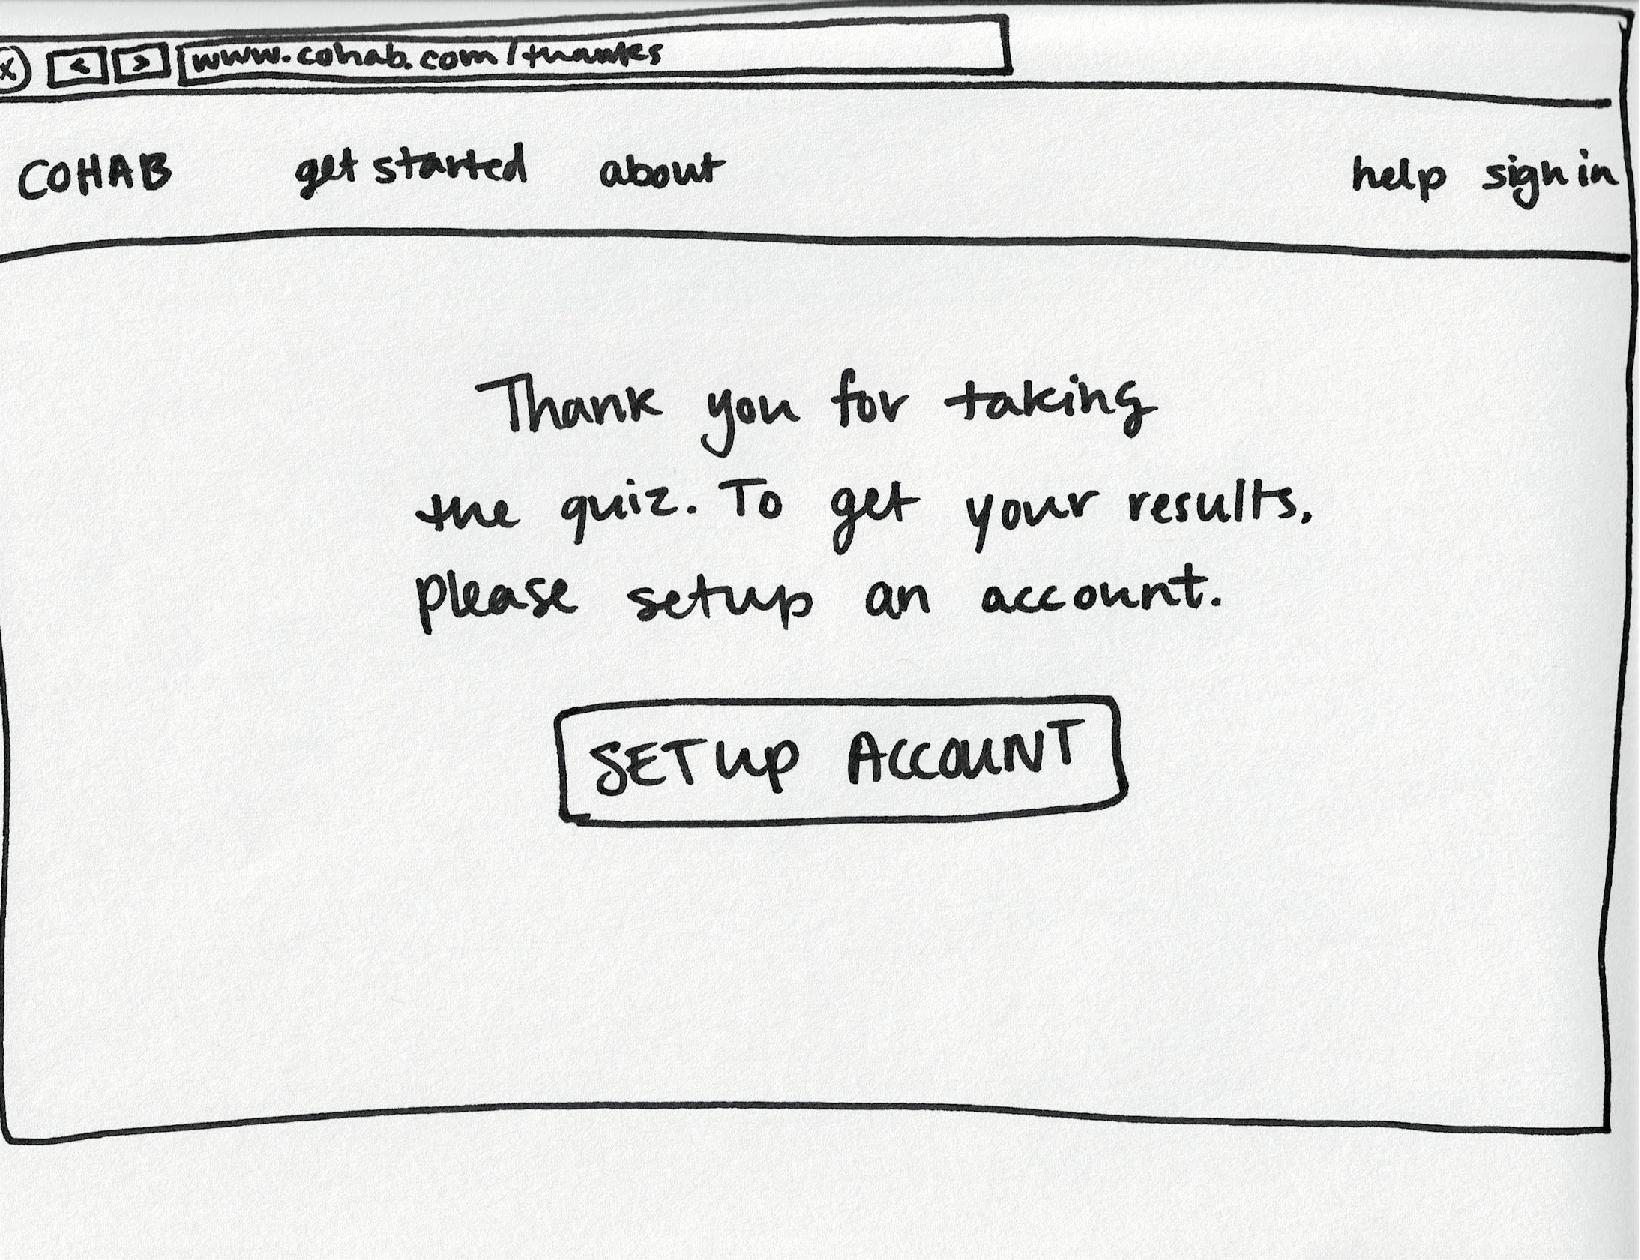 x < > www.cohab.com/thanks
COHAB get started about help sign in
Thank you for taking
the quiz. To get your results,
please setup an account.
SETUP ACCOUNT